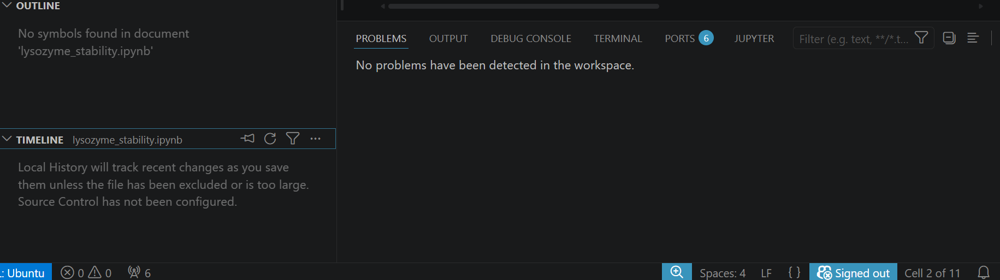 OUTLINE
No symbols found in document
'lysozyme_stability.ipynb'
TIMELINE lysozyme_stability.ipynb
Local History will track recent changes as you save
them unless the file has been excluded or is too large.
Source Control has not been configured.
PROBLEMS OUTPUT DEBUG CONSOLE TERMINAL PORTS 6 JUPYTER Filter (e.g. text, **/*.t...
No problems have been detected in the workspace.
: Ubuntu 0 0 6 Spaces: 4 LF { } Signed out Cell 2 of 11